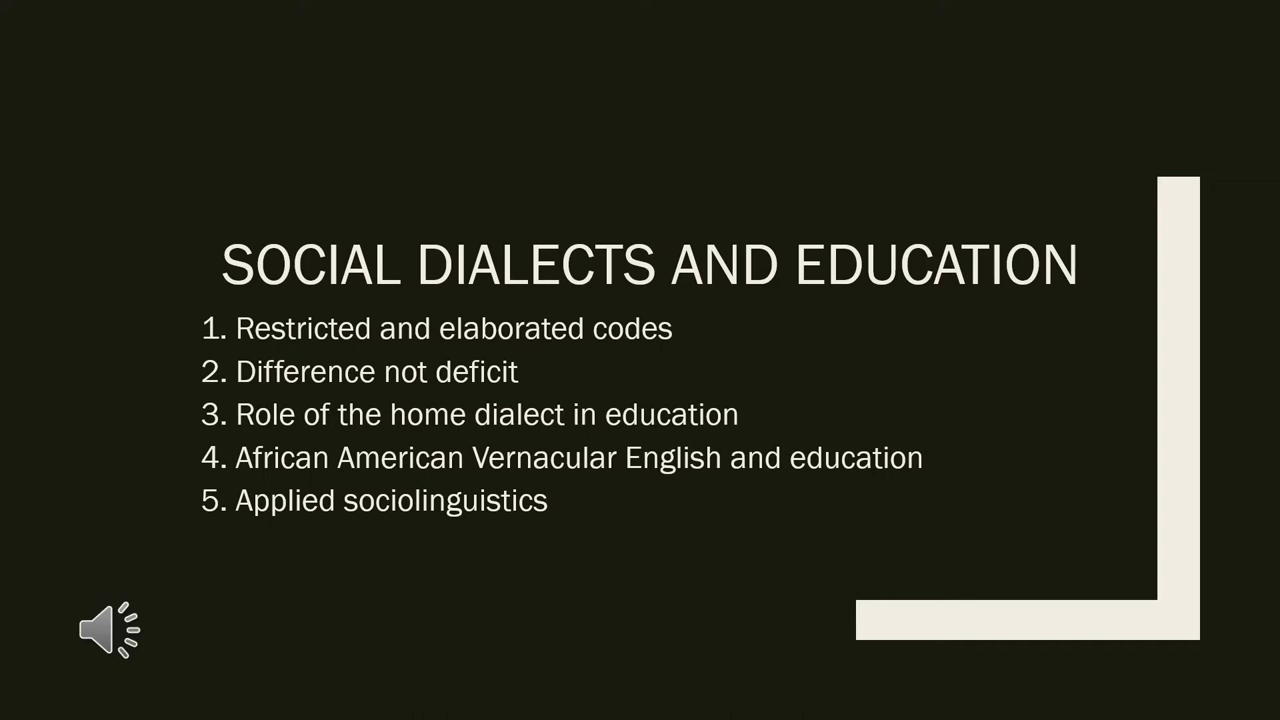 SOCIAL DIALECTS AND EDUCATION
1. Restricted and elaborated codes
2. Difference not deficit
3. Role of the home dialect in education
4. African American Vernacular English and education
5. Applied sociolinguistics